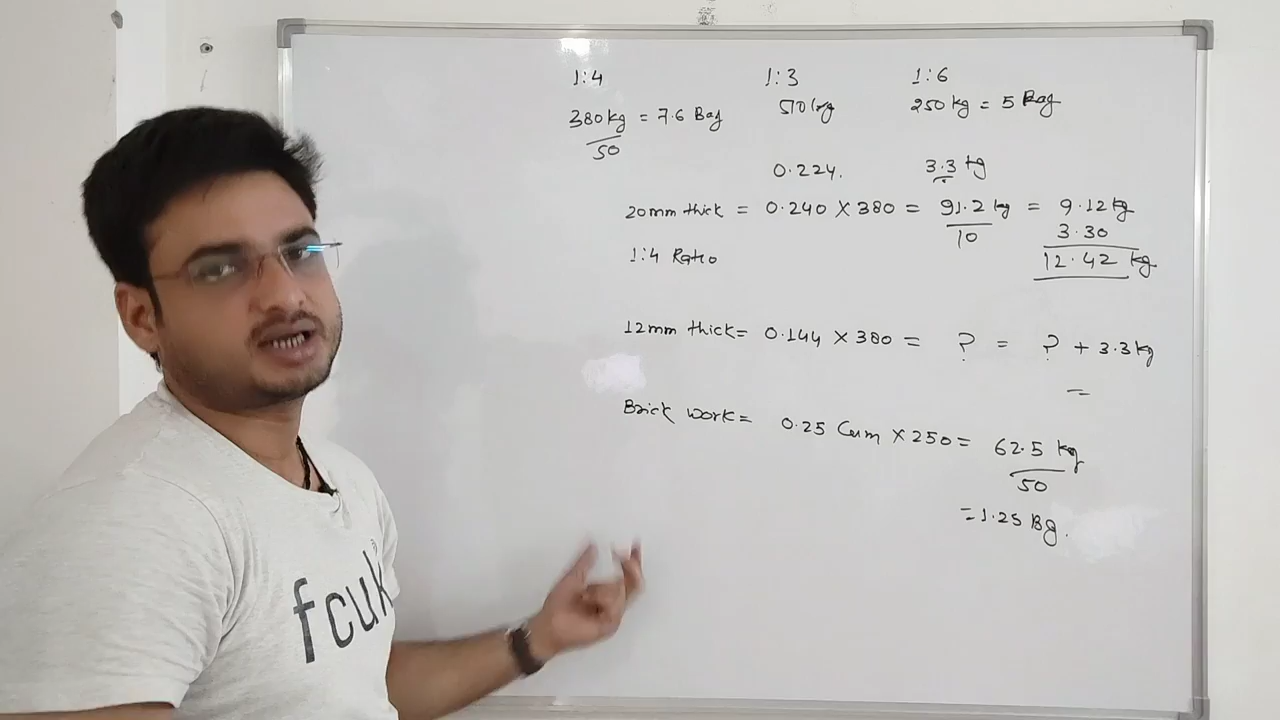 1:4 1:3 1:6
380 kg = 7.6 Bag 510 kg 250 kg = 5 Bag
50
0.224. 3.3 kg
20mm thick = 0.240 X 380 = 91.2 kg = 9.12 kg
10 3.30
1:4 Ratio 12.42 kg
12mm thick = 0.144 X 380 = ? = ? + 3.3 kg
=
Brick work = 0.25 Cum X 250 = 62.5 kg
50
= 1.25 Bg.
fcuk®